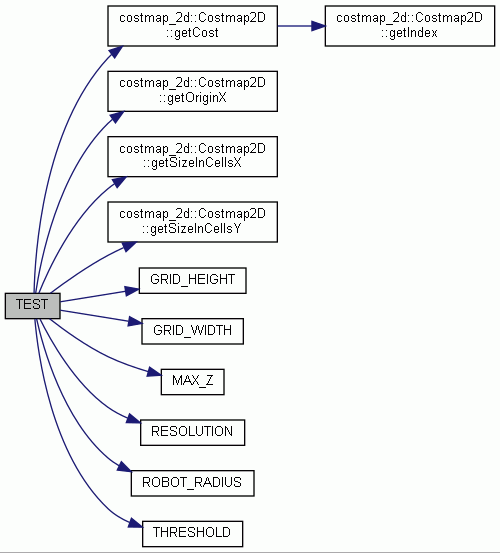 costmap_2d::Costmap2D
::getCost
costmap_2d::Costmap2D
::getIndex
costmap_2d::Costmap2D
::getOriginX
costmap_2d::Costmap2D
::getSizeInCellsX
costmap_2d::Costmap2D
::getSizeInCellsY
GRID_HEIGHT
TEST
GRID_WIDTH
MAX_Z
RESOLUTION
ROBOT_RADIUS
THRESHOLD